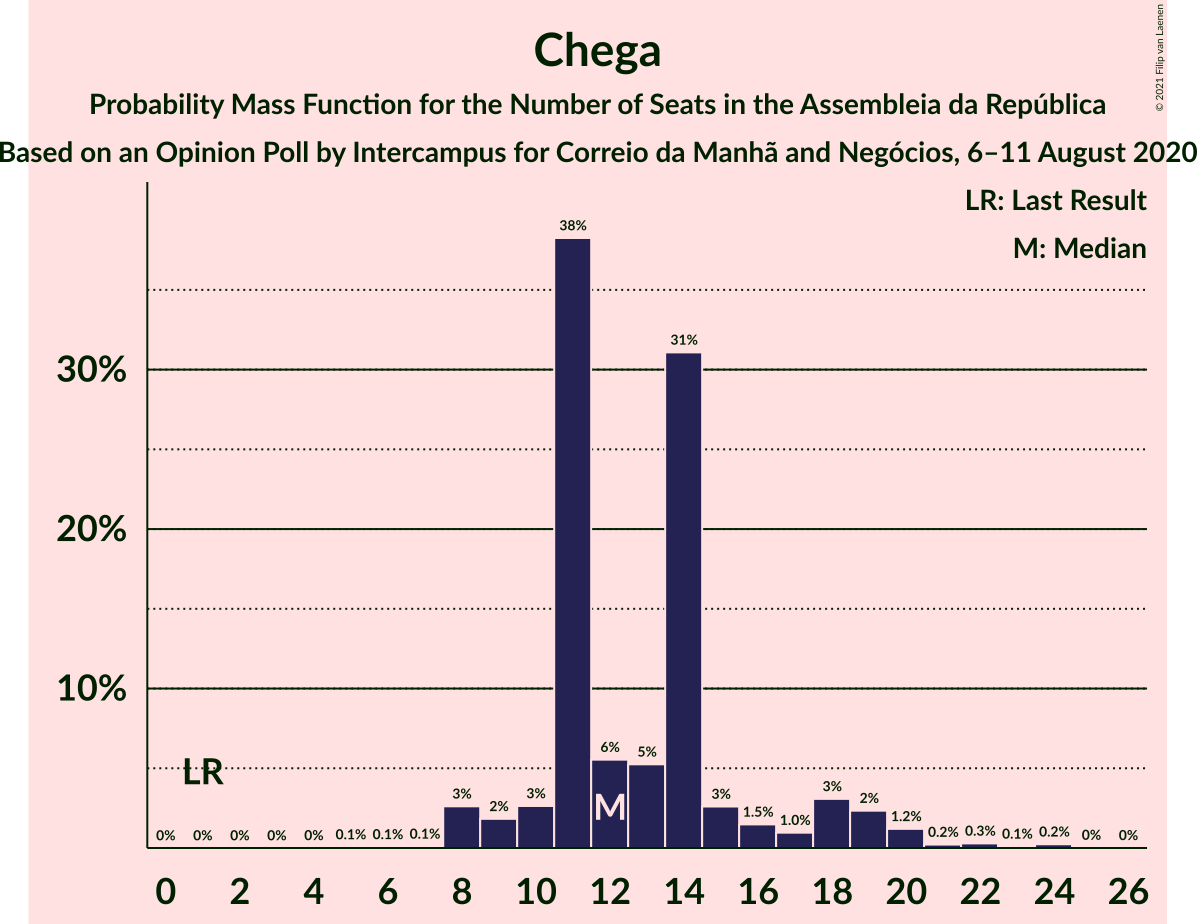 Chega
Probability Mass Function for the Number of Seats in the Assembleia da República
Based on an Opinion Poll by Intercampus for Correio da Manhã and Negócios, 6–11 August 2020
© 2021 Filip van Laenen
LR: Last Result
M: Median
38%
31%
30%
20%
10%
LR
0% 0% 0% 0% 0% 0.1% 0.1% 0.1% 3% 2% 3% 6% 5% 3% 1.5% 1.0% 3% 2% 1.2% 0.2% 0.3% 0.1% 0.2% 0% 0%
M
0 2 4 6 8 10 12 14 16 18 20 22 24 26